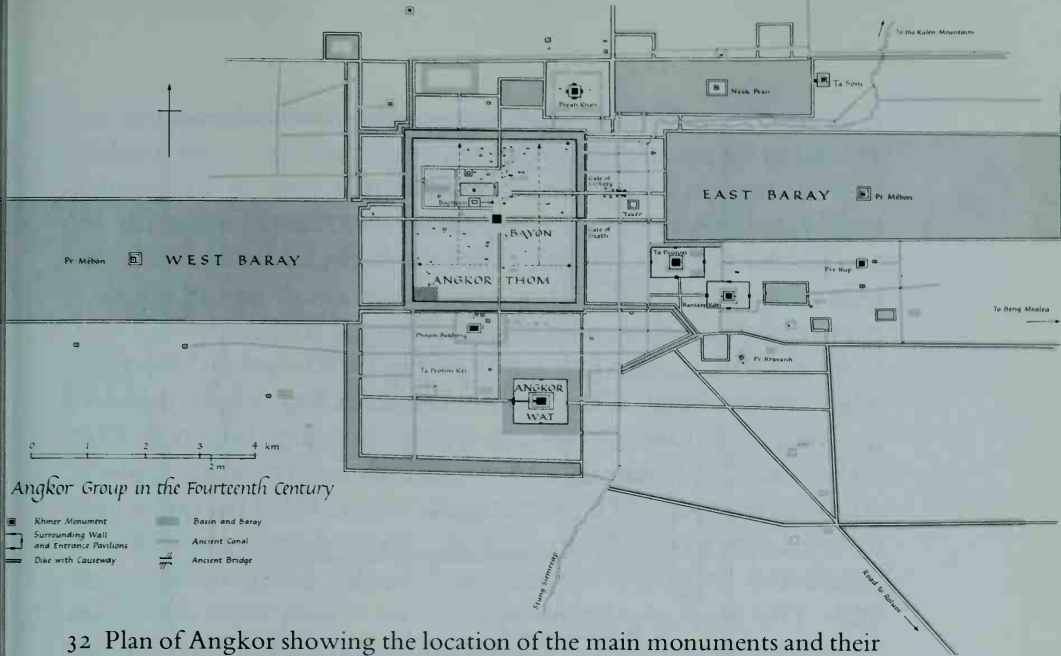 To the Kulen Mountains
Ta Som
Neak Pean
Preah Khan
Gate of Victory
EAST BARAY
Pr Mébon
Takéo
Baphuon
BAYON
Gate of Death
Pr Mébon
WEST BARAY
Ta Prohm
Pre Rup
ANGKOR THOM
Banteay Kdei
To Beng Mealea
Phnom Bakheng
Pr Kravanh
Ta Prohm Kel
ANGKOR
WAT
0 1 2 3 4 km
2 m
Angkor Group in the Fourteenth Century
Khmer Monument
Surrounding Wall
and Entrance Pavilions
Dike with Causeway
Basin and Baray
Ancient Canal
Ancient Bridge
Stung Siemreap
Road to Roluos
32 Plan of Angkor showing the location of the main monuments and their